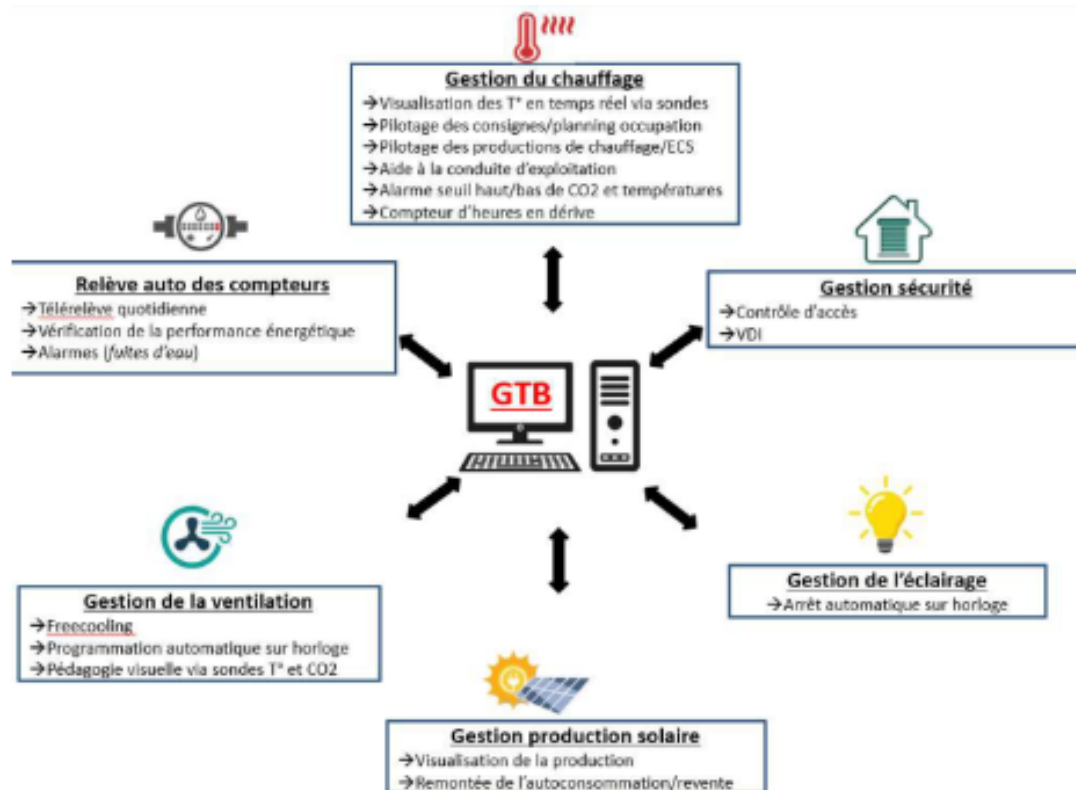 Gestion du chauffage
→Visualisation des T° en temps réel via sondes
→Pilotage des consignes/planning occupation
→Pilotage des productions de chauffage/ECS
→Aide à la conduite d'exploitation
→Alarme seuil haut/bas de CO2 et températures
→Compteur d'heures en dérive
Relève auto des compteurs
→Télérelève quotidienne
→Vérification de la performance énergétique
→Alarmes (fuites d'eau)
Gestion sécurité
→Contrôle d'accès
→VDI
GTB
Gestion de la ventilation
→Freecooling
→Programmation automatique sur horloge
→Pédagogie visuelle via sondes T° et CO2
Gestion de l'éclairage
→Arrêt automatique sur horloge
Gestion production solaire
→Visualisation de la production
→Remontée de l'autoconsommation/revente